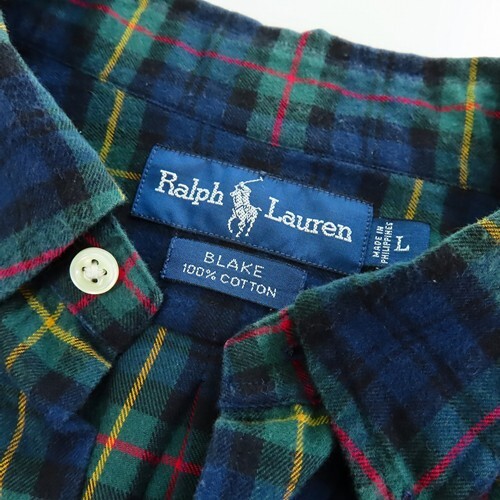 Ralph Lauren
BLAKE
100% COTTON
MADE IN
PHILIPPINES
L